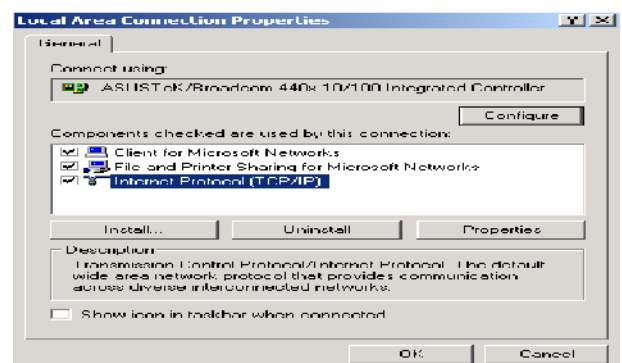 Local Area Connection Properties
General
Connect using:
ASUSTeK/Broadcom 440x 10/100 Integrated Controller
Configure
Components checked are used by this connection:
Client for Microsoft Networks
File and Printer Sharing for Microsoft Networks
Internet Protocol (TCP/IP)
Install... Uninstall Properties
Description
Transmission Control Protocol/Internet Protocol. The default
wide area network protocol that provides communication
across diverse interconnected networks.
Show icon in taskbar when connected
OK Cancel